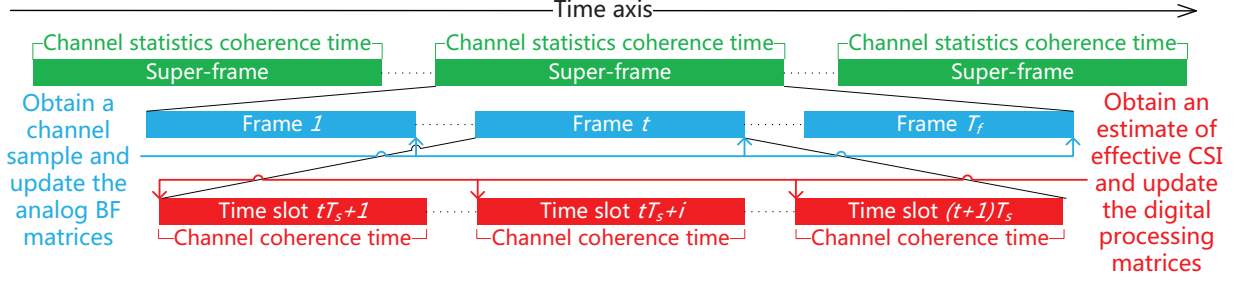 Time axis
Channel statistics coherence time
Channel statistics coherence time
Channel statistics coherence time
Super-frame
Super-frame
Super-frame
Obtain a
channel
sample and
update the
analog BF
matrices
Frame 1
Frame t
Frame T_f
Obtain an
estimate of
effective CSI
and update
the digital
processing
matrices
Time slot tT_s+1
Time slot tT_s+i
Time slot (t+1)T_s
Channel coherence time
Channel coherence time
Channel coherence time